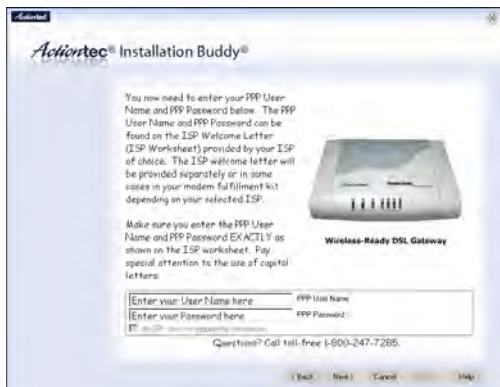 Actiontec
Actiontec® Installation Buddy®
You now need to enter your PPP User
Name and PPP Password below. The PPP
User Name and PPP Password can be
found on the ISP Welcome Letter
(ISP Worksheet) provided by your ISP
of choice. The ISP welcome letter will
be provided separately or in some
cases in your modem fulfillment kit
depending on your selected ISP.
Make sure you enter the PPP User
Name and PPP Password EXACTLY as
shown on the ISP worksheet. Pay
special attention to the use of capital
letters.
Wireless-Ready DSL Gateway
Enter your User Name here PPP User Name
Enter your Password here PPP Password
Questions? Call toll-free 1-800-247-7285.
< Back Next > Cancel Help